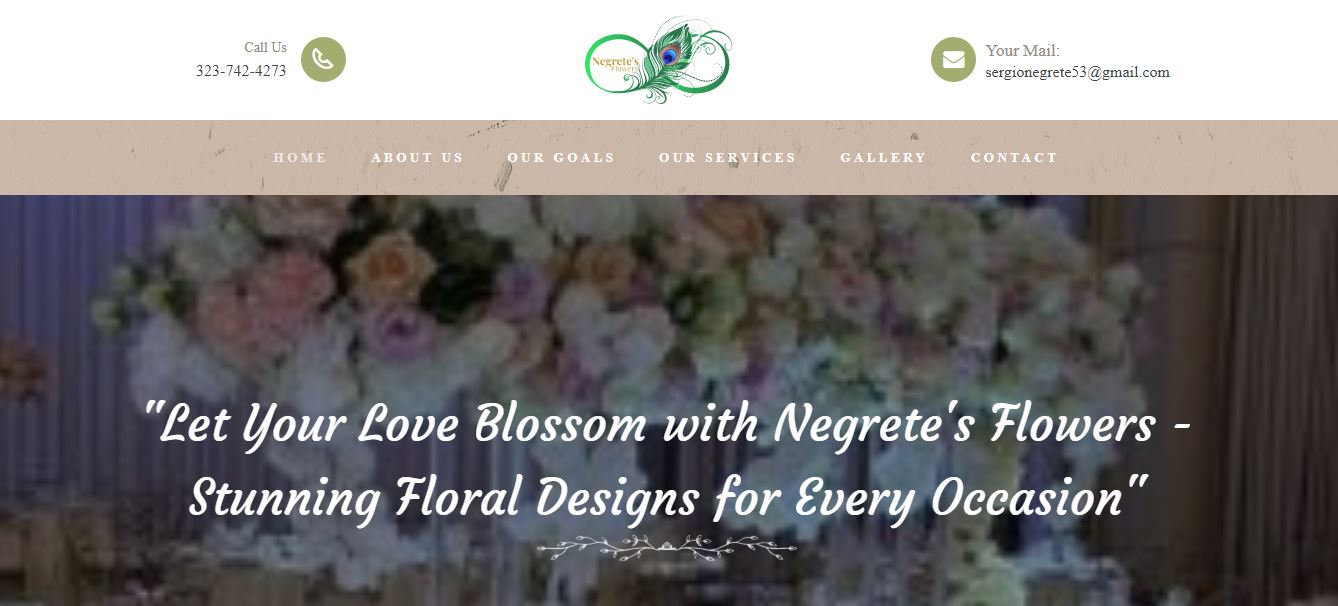 Call Us
323-742-4273
Negrete's
Flowers
Your Mail:
sergionegrete53@gmail.com
HOME ABOUT US OUR GOALS OUR SERVICES GALLERY CONTACT
"Let Your Love Blossom with Negrete's Flowers -
Stunning Floral Designs for Every Occasion"